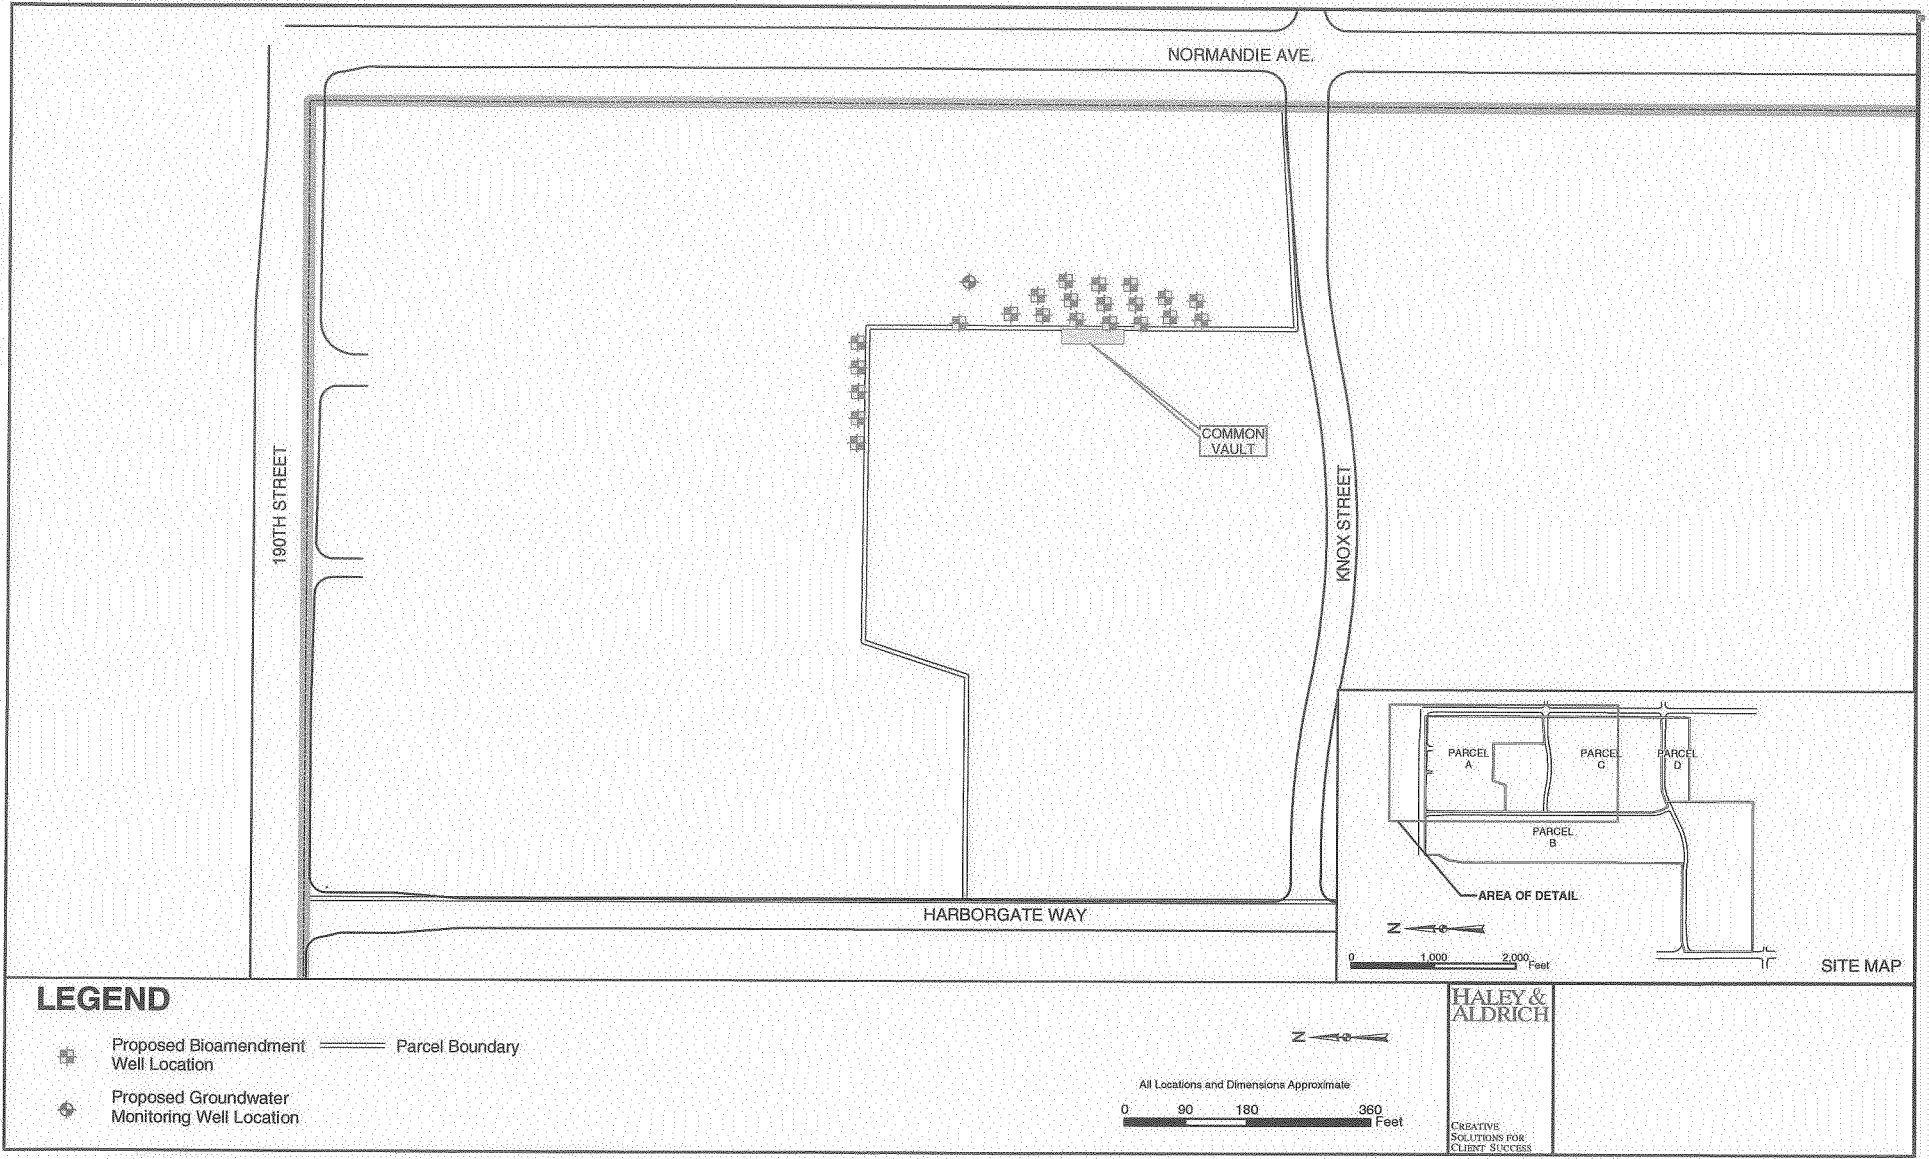 NORMANDIE AVE.
190TH STREET
COMMON
VAULT
KNOX STREET
HARBORGATE WAY
PARCEL
A
PARCEL
C
PARCEL
D
PARCEL
B
AREA OF DETAIL
N
0 1,000 2,000 Feet
SITE MAP
LEGEND
Proposed Bioamendment
Well Location
Parcel Boundary
Proposed Groundwater
Monitoring Well Location
N
All Locations and Dimensions Approximate
0 90 180 360
Feet
HALEY &
ALDRICH
CREATIVE
SOLUTIONS FOR
CLIENT SUCCESS